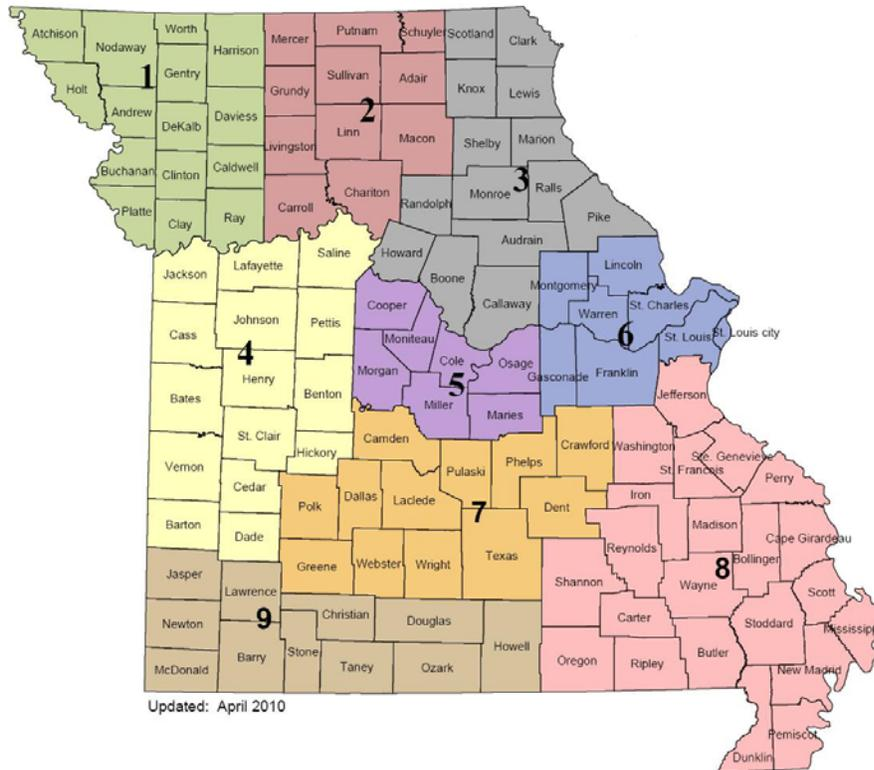 Atchison
Nodaway
Worth
Harrison
Mercer
Putnam
Schuyler
Scotland
Clark
Holt
1
Gentry
Grundy
Sullivan
Adair
Knox
Lewis
Andrew
DeKalb
Daviess
2
Linn
Livingston
Macon
Shelby
Marion
Buchanan
Clinton
Caldwell
Monroe
3
Ralls
Platte
Clay
Ray
Carroll
Chariton
Randolph
Pike
Audrain
Howard
Boone
Callaway
Jackson
Lafayette
Saline
Cooper
Montgomery
Lincoln
Cass
Johnson
Pettis
Moniteau
Warren
St. Charles
6
St. Louis
St. Louis city
4
Henry
Benton
Morgan
Cole
Osage
5
Gasconade
Franklin
Bates
Miller
Maries
Jefferson
St. Clair
Hickory
Camden
Pulaski
Phelps
Crawford
Washington
Ste. Genevieve
St. Francois
Perry
Vernon
Cedar
Polk
Dallas
Laclede
7
Dent
Iron
Madison
Cape Girardeau
Barton
Dade
Greene
Webster
Wright
Texas
Reynolds
Bollinger
8
Wayne
Shannon
Scott
Jasper
Lawrence
Christian
Douglas
Howell
Carter
Stoddard
Mississippi
Newton
9
Stone
Barry
Taney
Ozark
Oregon
Ripley
Butler
New Madrid
McDonald
Pemiscot
Dunklin
Updated: April 2010